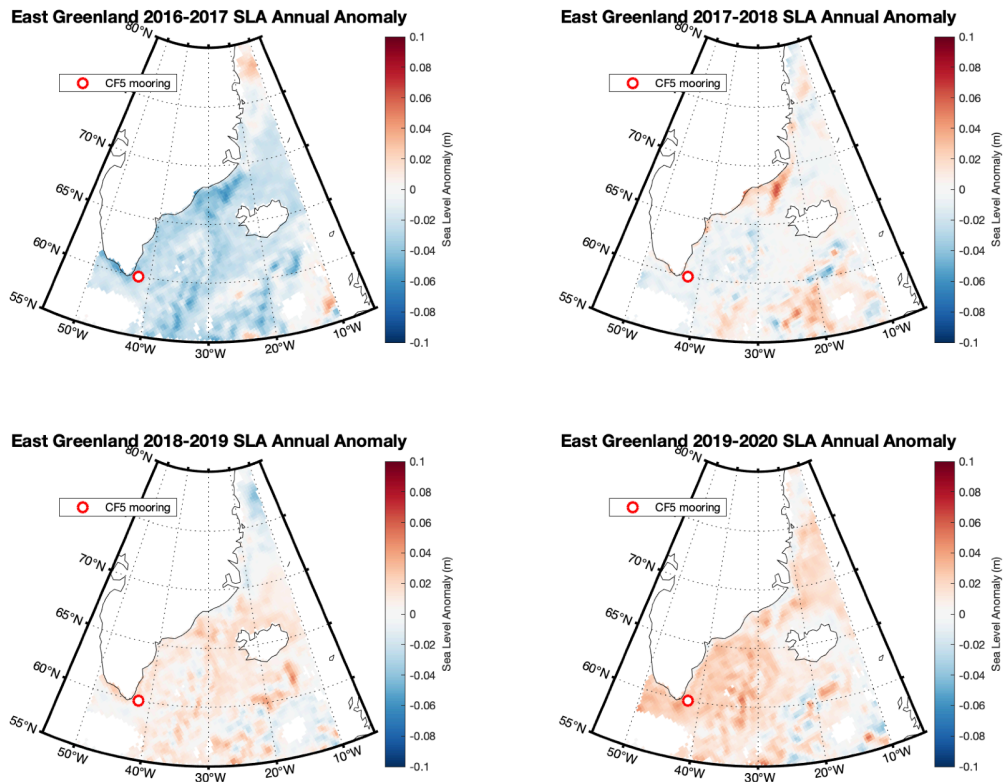 East Greenland 2016-2017 SLA Annual Anomaly
80°N
70°N
65°N
60°N
55°N
50°W
40°W
30°W
20°W
10°W
CF5 mooring
0.1
0.08
0.06
0.04
0.02
0
-0.02
-0.04
-0.06
-0.08
-0.1
Sea Level Anomaly (m)
East Greenland 2017-2018 SLA Annual Anomaly
80°N
70°N
65°N
60°N
55°N
50°W
40°W
30°W
20°W
10°W
CF5 mooring
0.1
0.08
0.06
0.04
0.02
0
-0.02
-0.04
-0.06
-0.08
-0.1
Sea Level Anomaly (m)
East Greenland 2018-2019 SLA Annual Anomaly
80°N
70°N
65°N
60°N
55°N
50°W
40°W
30°W
20°W
10°W
CF5 mooring
0.1
0.08
0.06
0.04
0.02
0
-0.02
-0.04
-0.06
-0.08
-0.1
Sea Level Anomaly (m)
East Greenland 2019-2020 SLA Annual Anomaly
80°N
70°N
65°N
60°N
55°N
50°W
40°W
30°W
20°W
10°W
CF5 mooring
0.1
0.08
0.06
0.04
0.02
0
-0.02
-0.04
-0.06
-0.08
-0.1
Sea Level Anomaly (m)